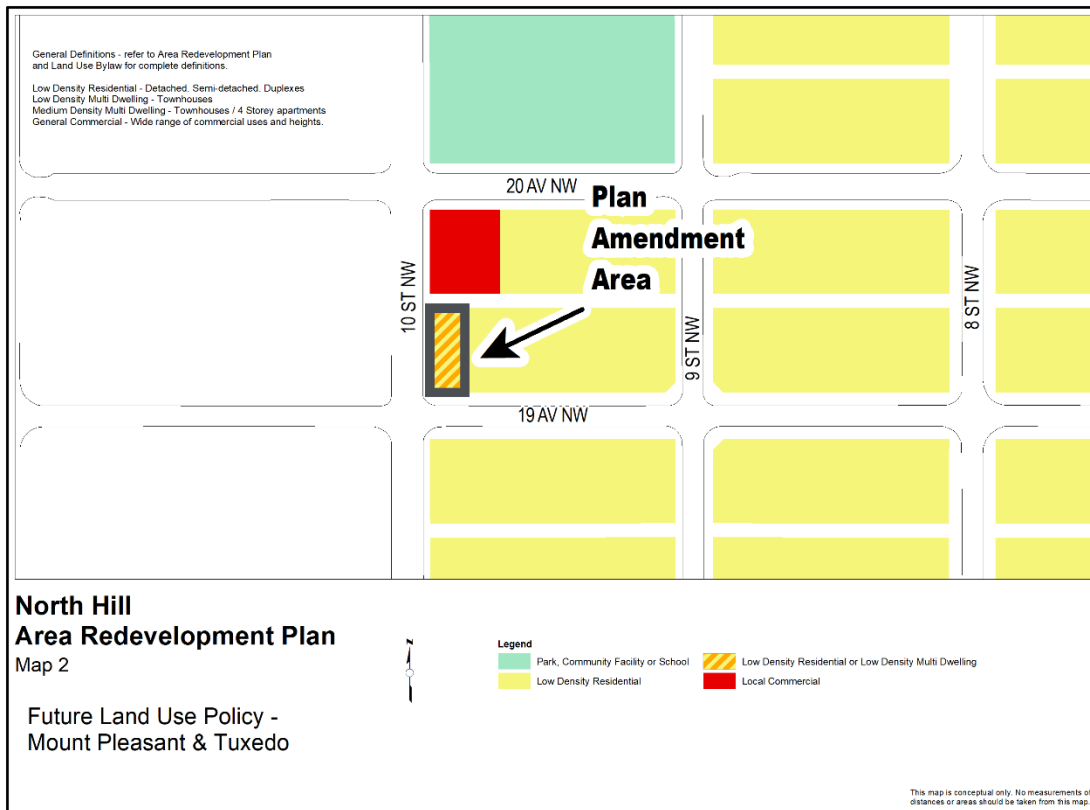 General Definitions - refer to Area Redevelopment Plan
and Land Use Bylaw for complete definitions.
Low Density Residential - Detached. Semi-detached. Duplexes
Low Density Multi Dwelling - Townhouses
Medium Density Multi Dwelling - Townhouses / 4 Storey apartments
General Commercial - Wide range of commercial uses and heights.
20 AV NW
Plan
Amendment
Area
10 ST NW
9 ST NW
8 ST NW
19 AV NW
North Hill
Area Redevelopment Plan
Map 2
Future Land Use Policy -
Mount Pleasant & Tuxedo
N
Legend
Park, Community Facility or School
Low Density Residential
Low Density Residential or Low Density Multi Dwelling
Local Commercial
This map is conceptual only. No measurements of
distances or areas should be taken from this map.